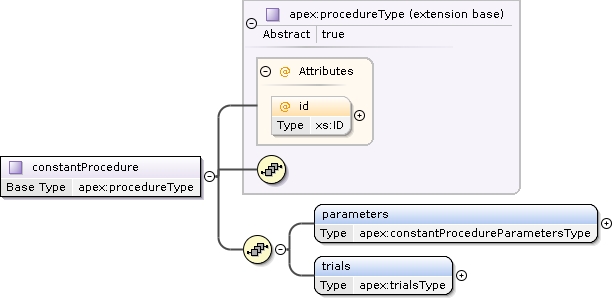 apex:procedureType (extension base)
Abstract true
@ Attributes
@ id
Type xs:ID
constantProcedure
Base Type apex:procedureType
parameters
Type apex:constantProcedureParametersType
trials
Type apex:trialsType